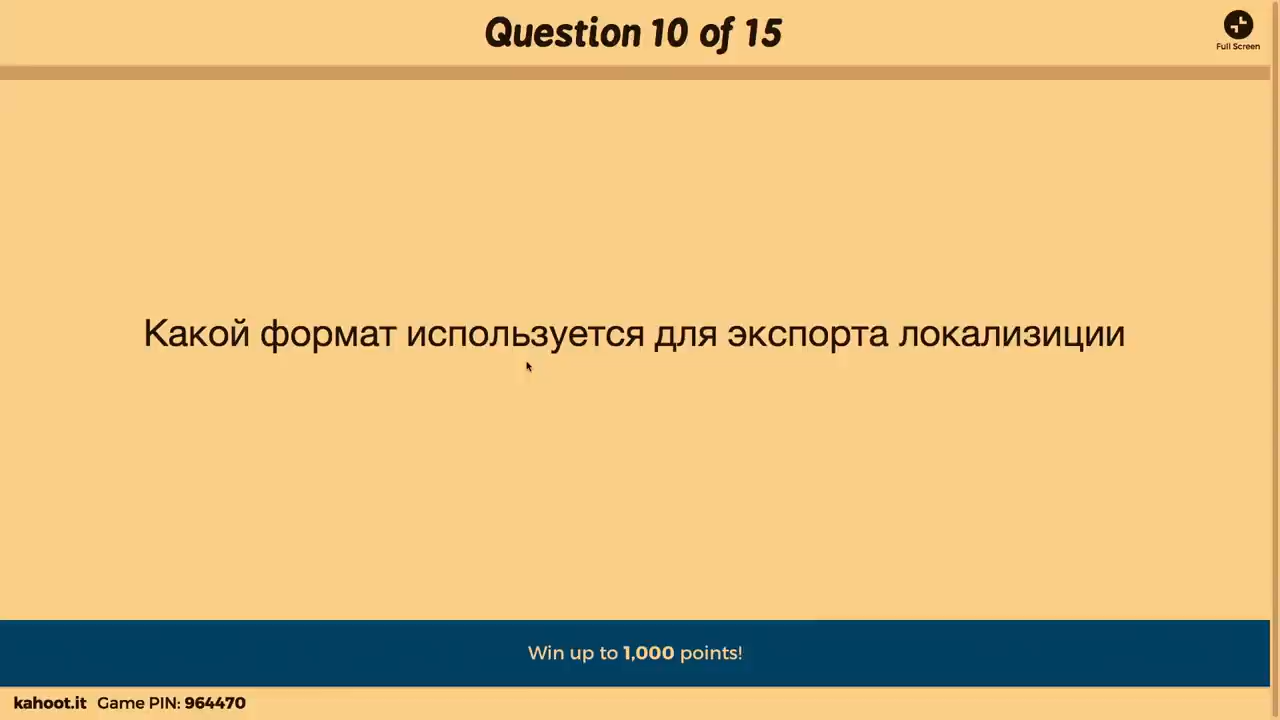 Question 10 of 15
Full Screen
Какой формат используется для экспорта локализиции
Win up to 1,000 points!
kahoot.it Game PIN: 964470